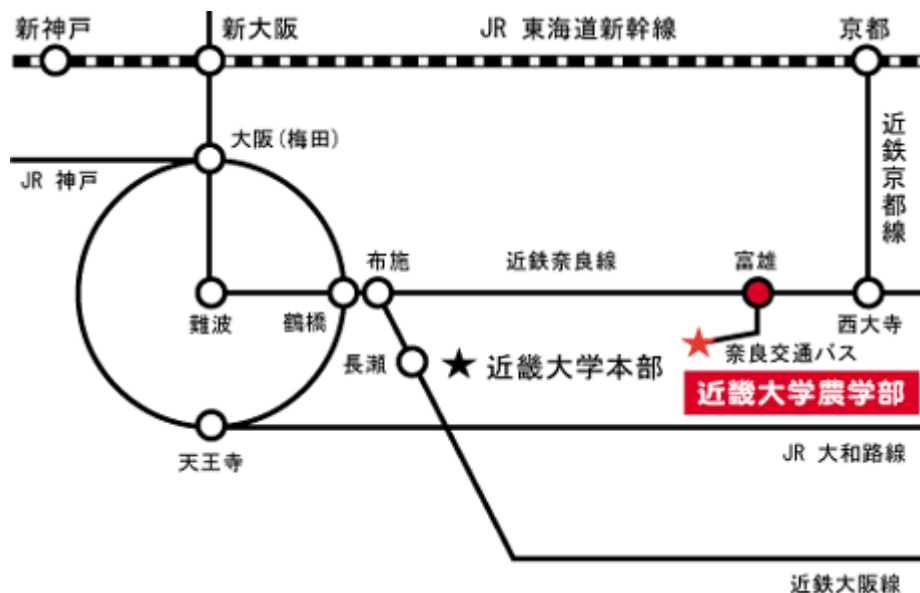 新神戸
新大阪
JR 東海道新幹線
京都
大阪(梅田)
JR 神戸
近鉄京都線
布施
近鉄奈良線
富雄
難波
鶴橋
西大寺
長瀬
★ 近畿大学本部
奈良交通バス
近畿大学農学部
天王寺
JR 大和路線
近鉄大阪線